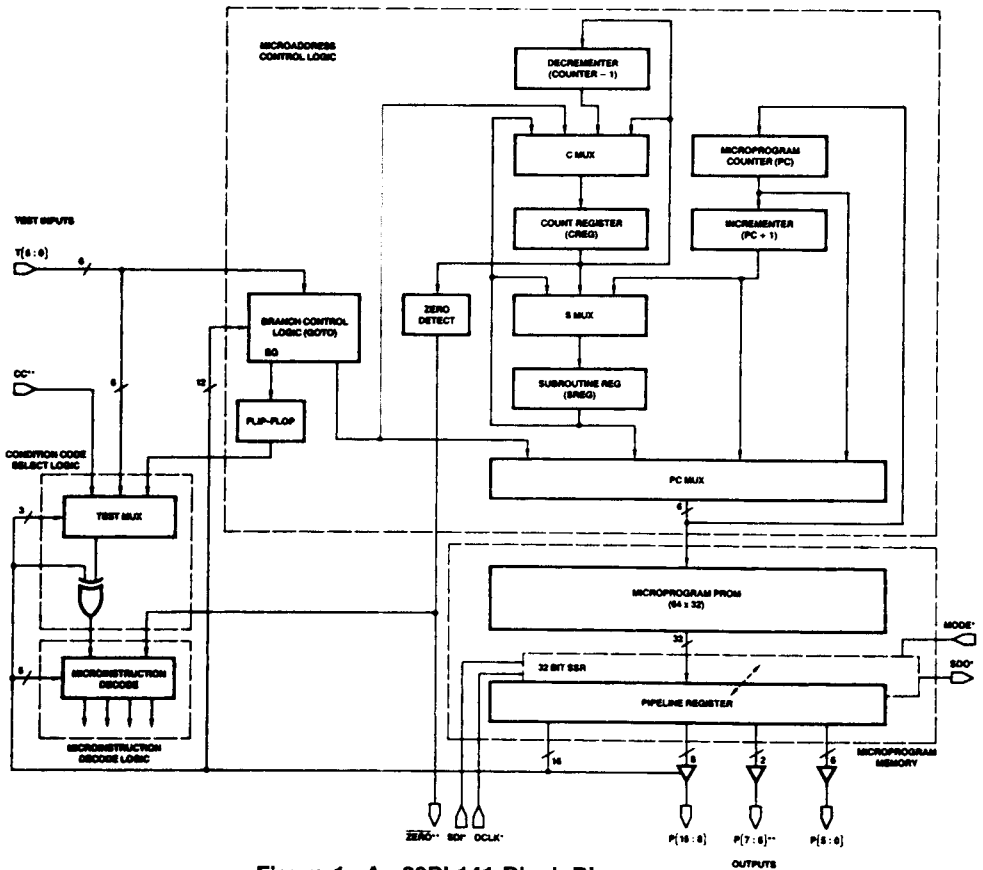 MICROADDRESS
CONTROL LOGIC
DECREMENTER
(COUNTER – 1)
C MUX
MICROPROGRAM
COUNTER (PC)
COUNT REGISTER
(CREG)
INCREMENTER
(PC + 1)
TEST INPUTS
T[5 : 0]
6
BRANCH CONTROL
LOGIC (GOTO)
EQ
ZERO
DETECT
S MUX
CC**
6
12
FLIP-FLOP
SUBROUTINE REG
(SREG)
CONDITION CODE
SELECT LOGIC
PC MUX
3
TEST MUX
6
MICROPROGRAM PROM
(64 x 32)
MODE*
32
5
MICROINSTRUCTION
DECODE
32 BIT SSR
SDO*
PIPELINE REGISTER
MICROINSTRUCTION
DECODE LOGIC
16
8
2
6
MICROPROGRAM
MEMORY
ZERO**
SDI*
DCLK*
P[15 : 8]
P[7 : 6]**
P[5 : 0]
OUTPUTS